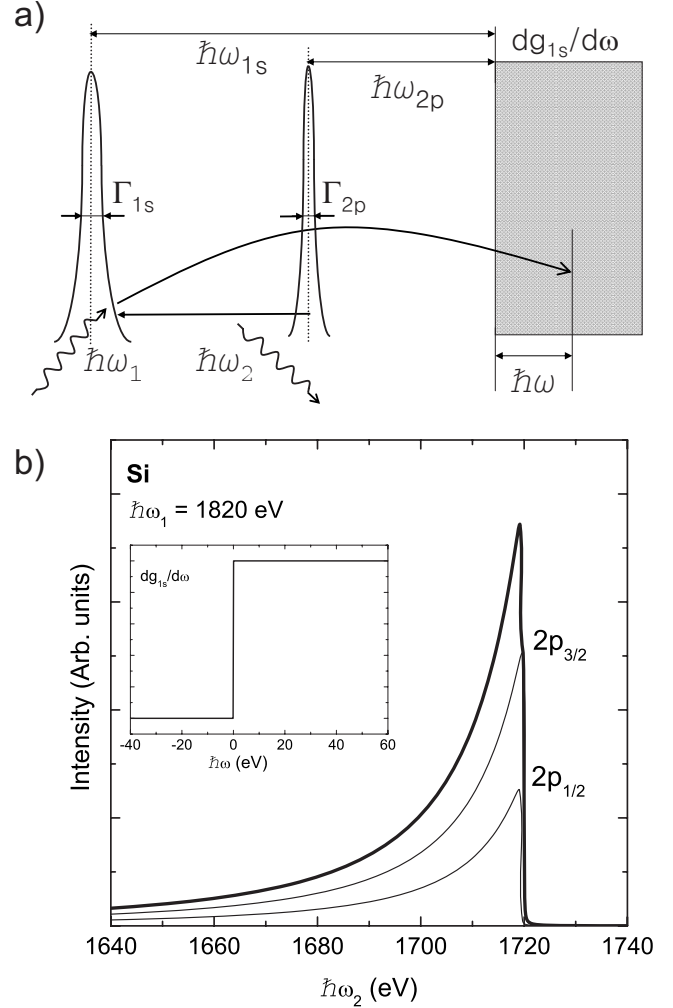 a)
ħω1s
dg1s/dω
ħω2p
Γ1s
Γ2p
ħω1
ħω2
ħω
b)
Si
ħω1 = 1820 eV
dg1s/dω
-40 -20 0 20 40 60
ħω (eV)
2p3/2
2p1/2
Intensity (Arb. units)
1640 1660 1680 1700 1720 1740
ħω2 (eV)